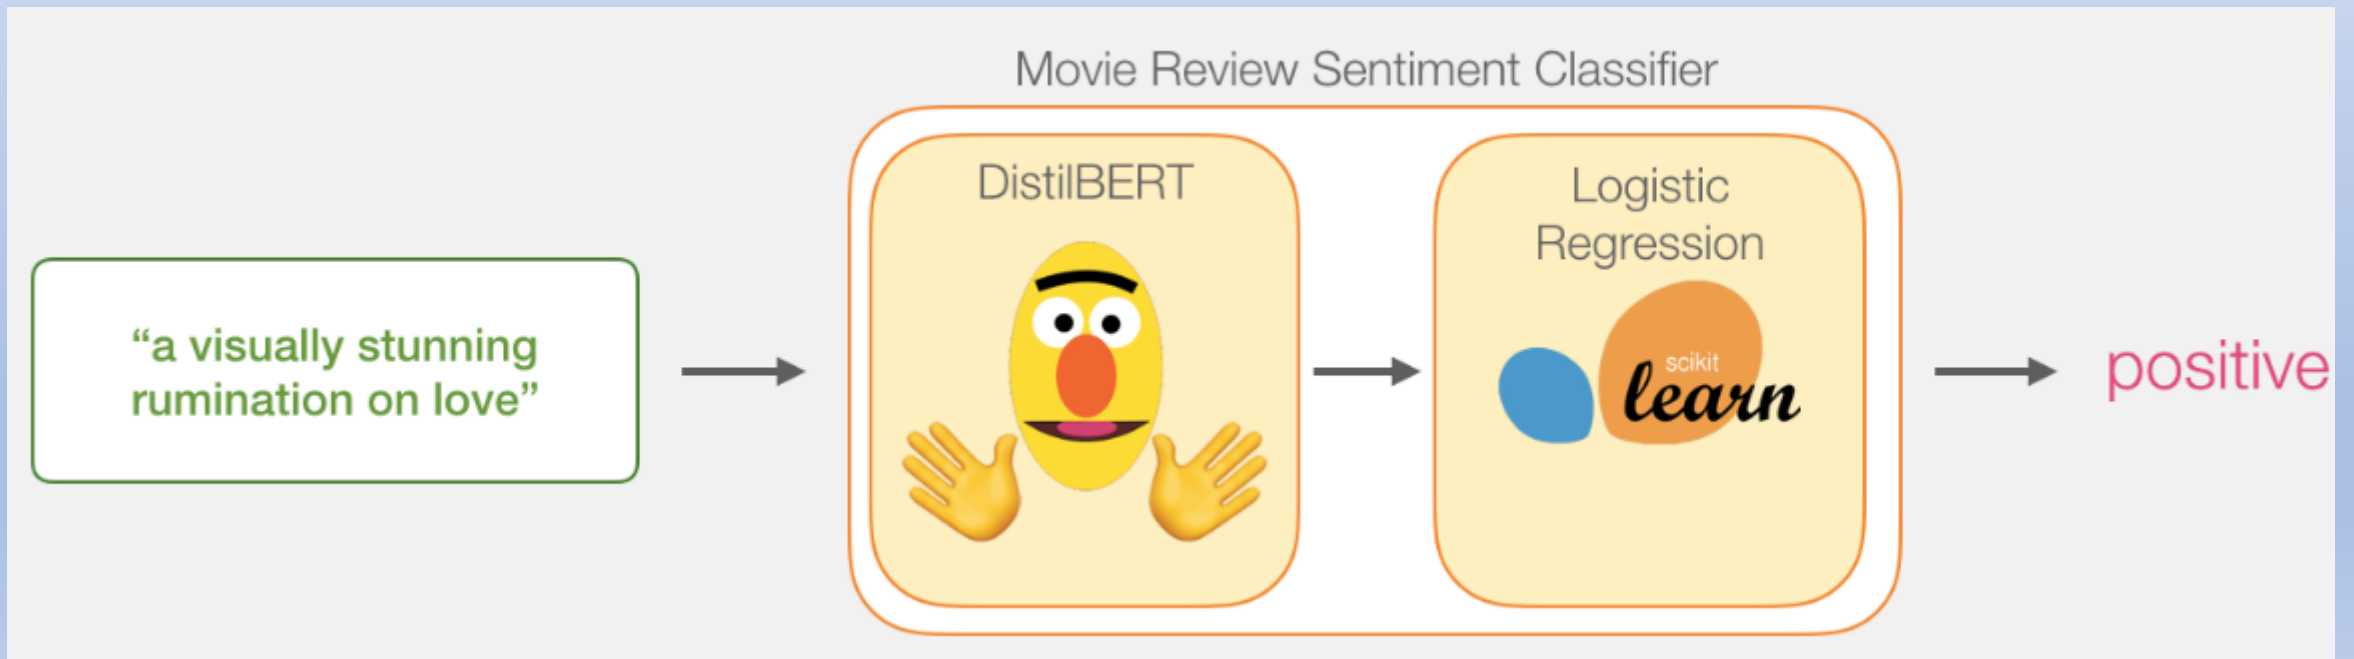 Movie Review Sentiment Classifier
DistilBERT
Logistic
Regression
scikit
learn
“a visually stunning
rumination on love”
positive